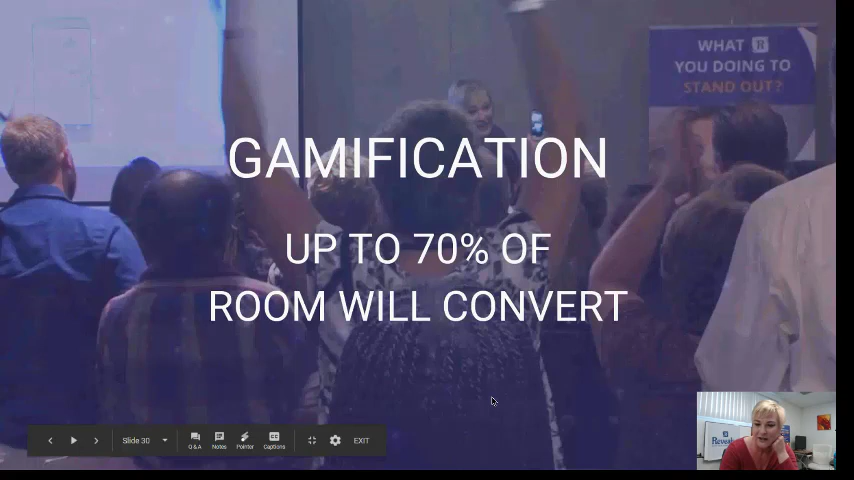 WHAT R
YOU DOING TO
STAND OUT?
GAMIFICATION
UP TO 70% OF
ROOM WILL CONVERT
Slide 30
Q & A
Notes
Pointer
Captions
EXIT